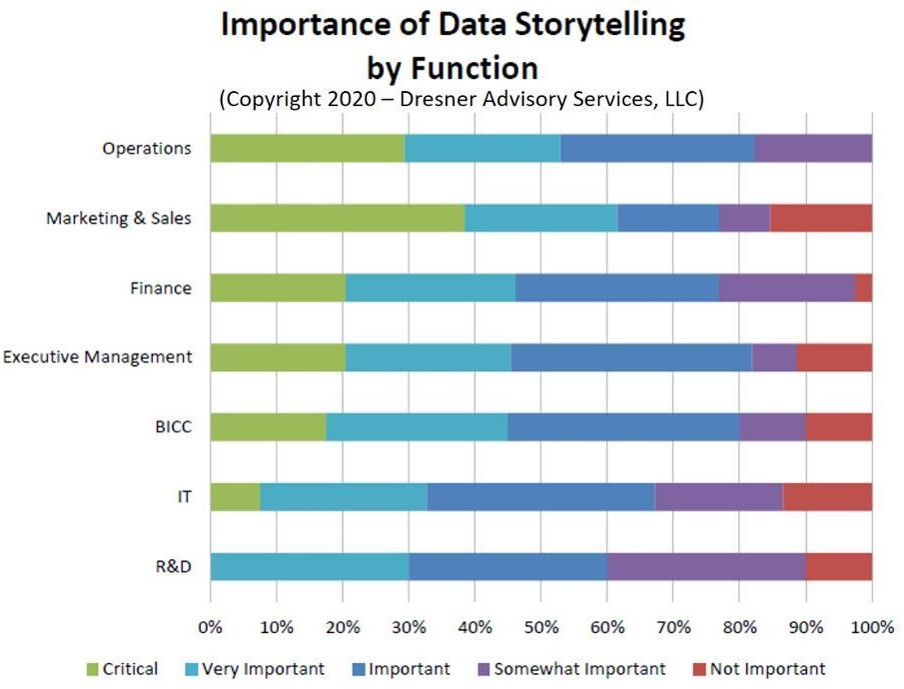 Importance of Data Storytelling
by Function
(Copyright 2020 – Dresner Advisory Services, LLC)
Operations
Marketing & Sales
Finance
Executive Management
BICC
IT
R&D
0% 10% 20% 30% 40% 50% 60% 70% 80% 90% 100%
Critical Very Important Important Somewhat Important Not Important